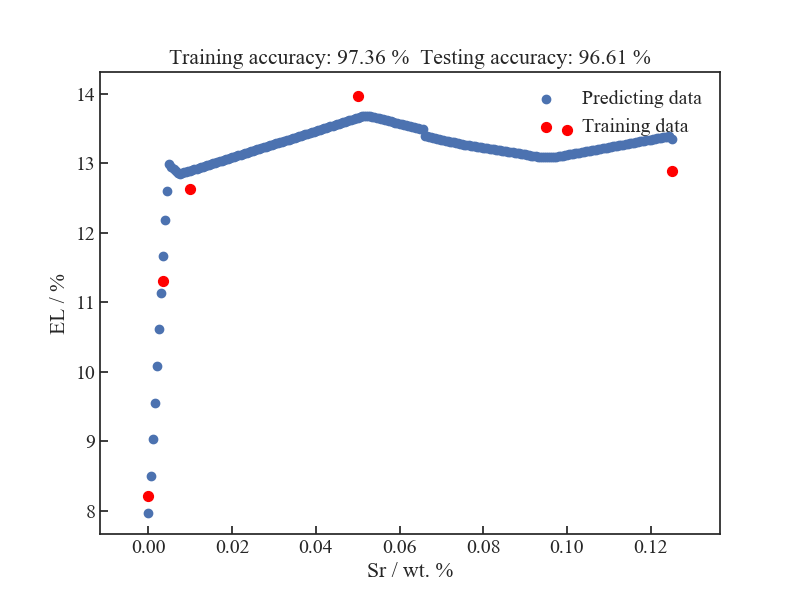 Training accuracy: 97.36 %  Testing accuracy: 96.61 %
14
13
12
11
10
9
8
EL / %
Predicting data
Training data
0.00 0.02 0.04 0.06 0.08 0.10 0.12
Sr / wt. %